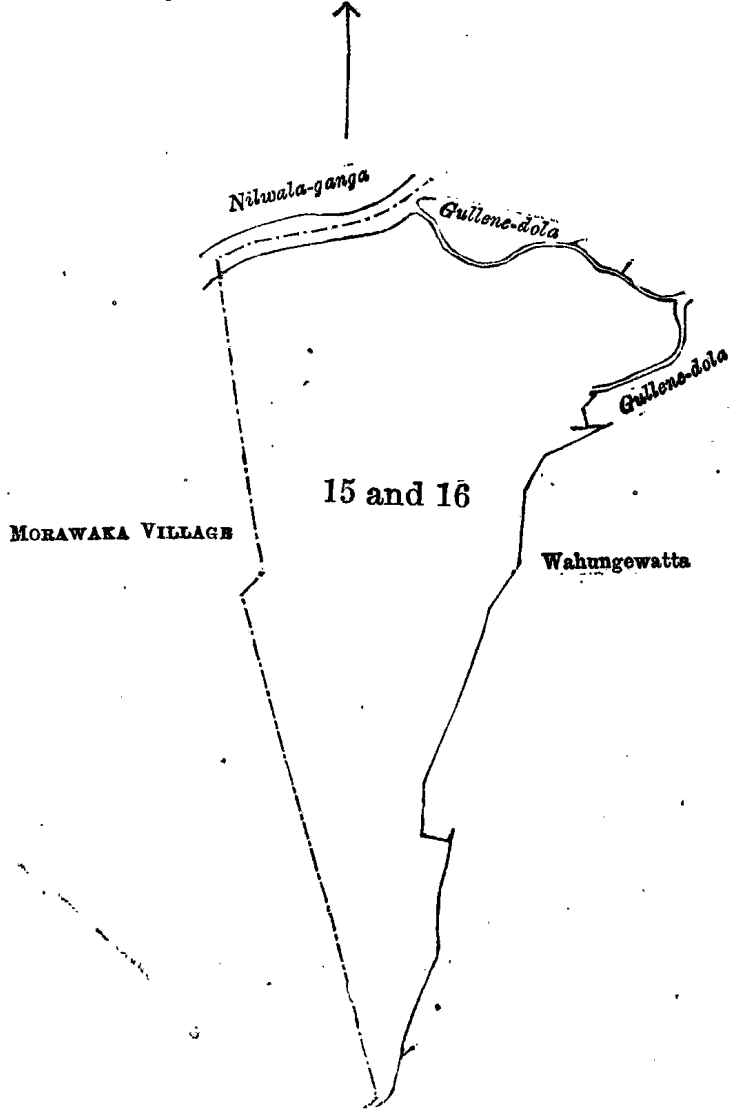 Nilwala-ganga
Gullene-dola
Gullene-dola
15 and 16
MORAWAKA VILLAGE
Wahungewatta